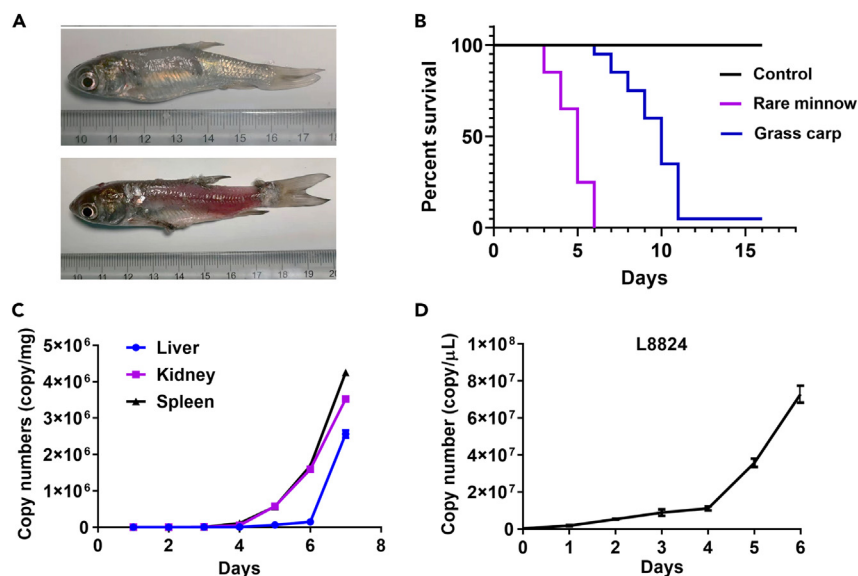 A
10 11 12 13 14 15 16 17 18
10 11 12 13 14 15 16 17 18 19 20
B
Percent survival
100
50
0
0 5 10 15
Days
Control
Rare minnow
Grass carp
C
Copy numbers (copy/mg)
5×10⁶
4×10⁶
3×10⁶
2×10⁶
1×10⁶
0
0 2 4 6 8
Days
Liver
Kidney
Spleen
D
L8824
Copy number (copy/μL)
1×10⁸
8×10⁷
6×10⁷
4×10⁷
2×10⁷
0
0 1 2 3 4 5 6
Days